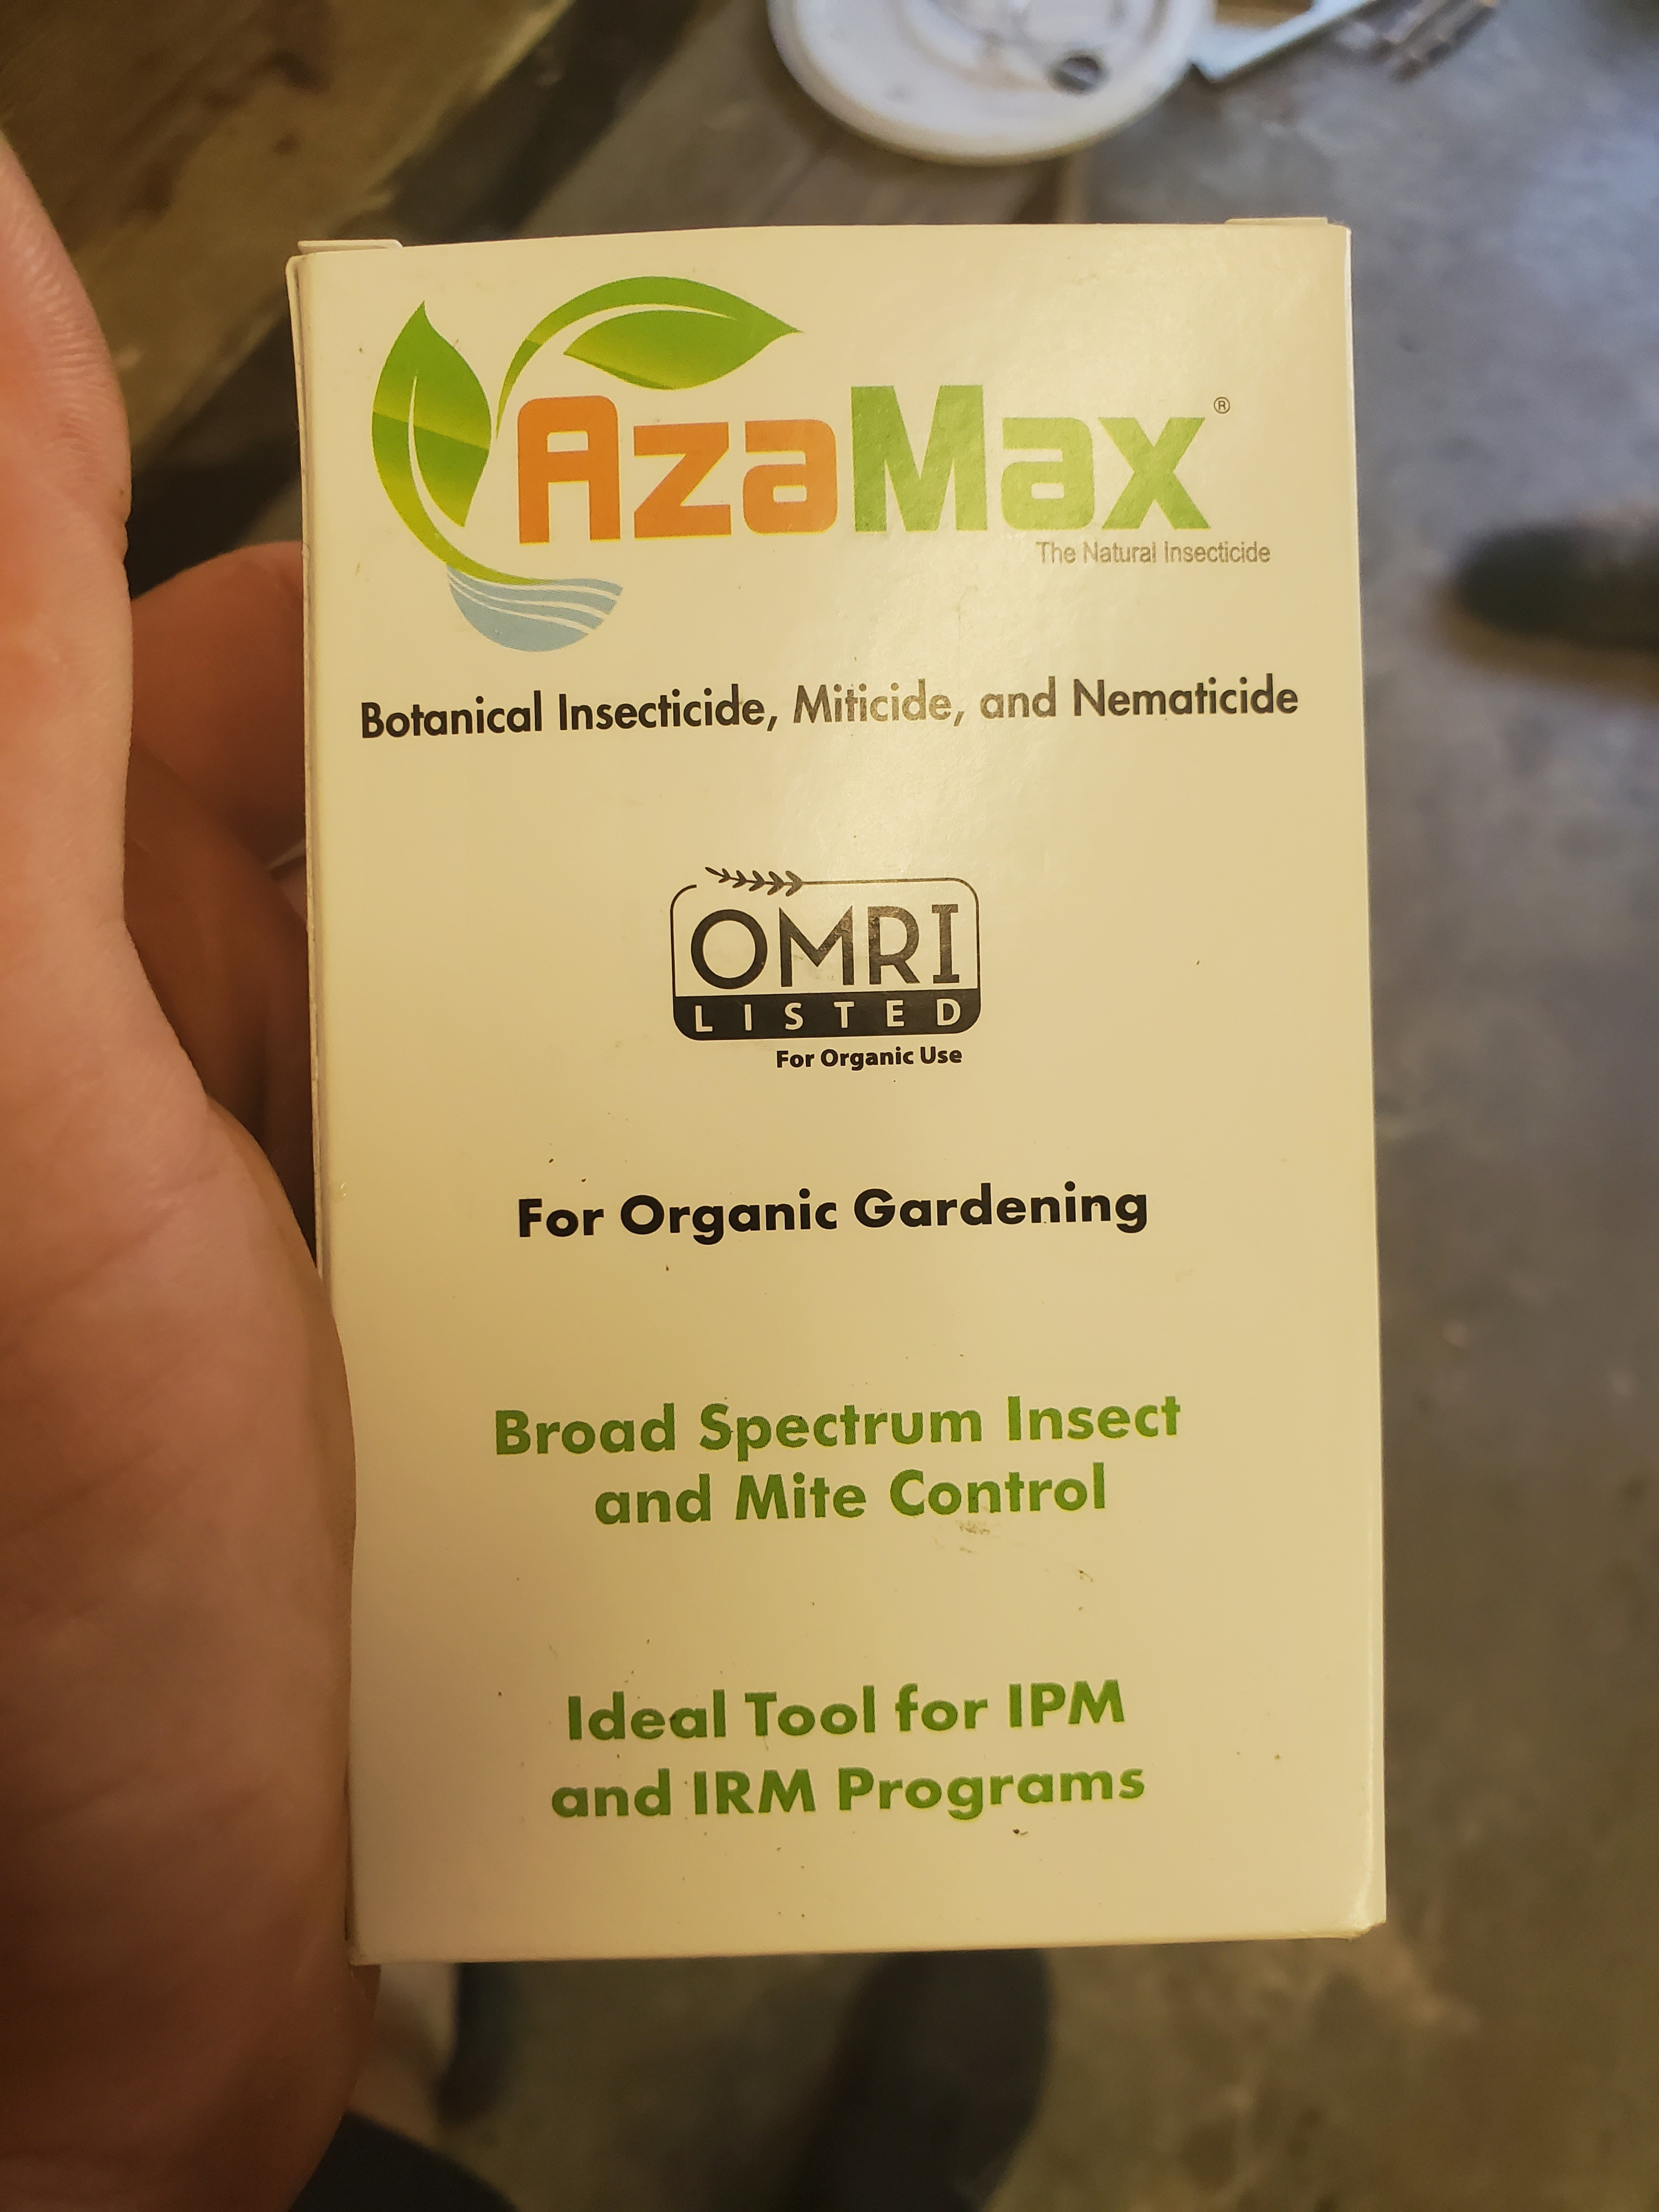 AzaMax®
The Natural Insecticide
Botanical Insecticide, Miticide, and Nematicide
OMRI
LISTED
For Organic Use
For Organic Gardening
Broad Spectrum Insect
and Mite Control
Ideal Tool for IPM
and IRM Programs